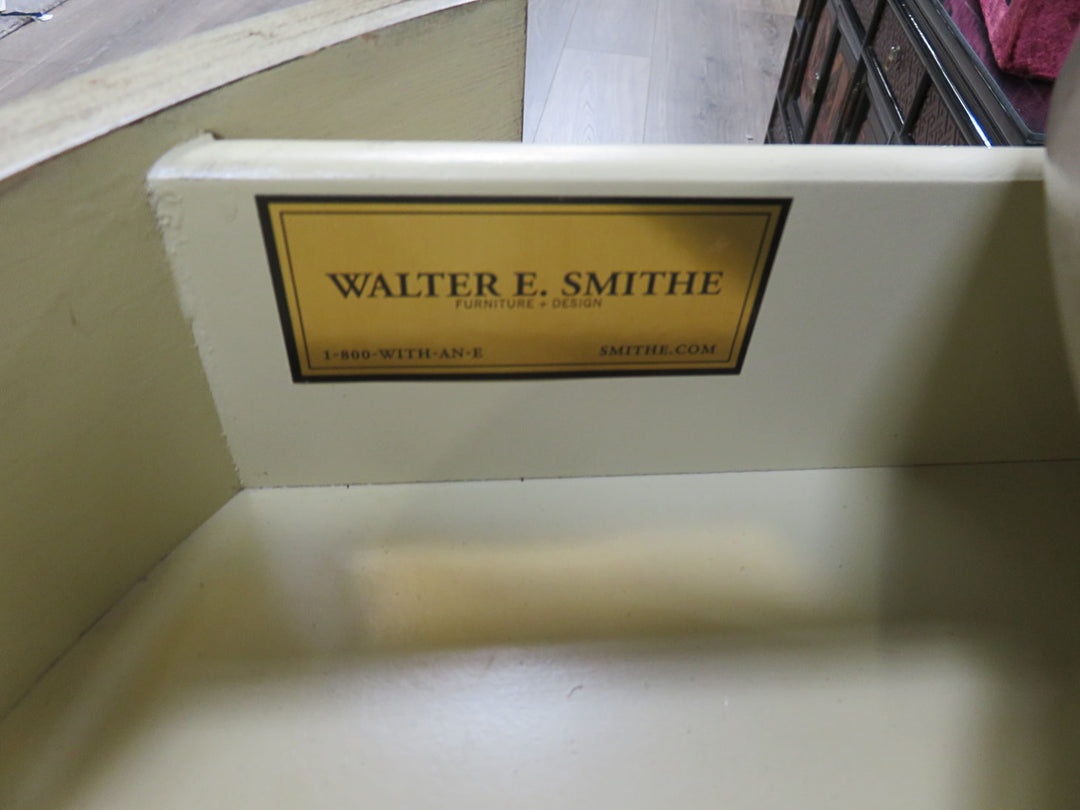 WALTER E. SMITHE
FURNITURE + DESIGN
1-800-WITH-AN-E
SMITHE.COM